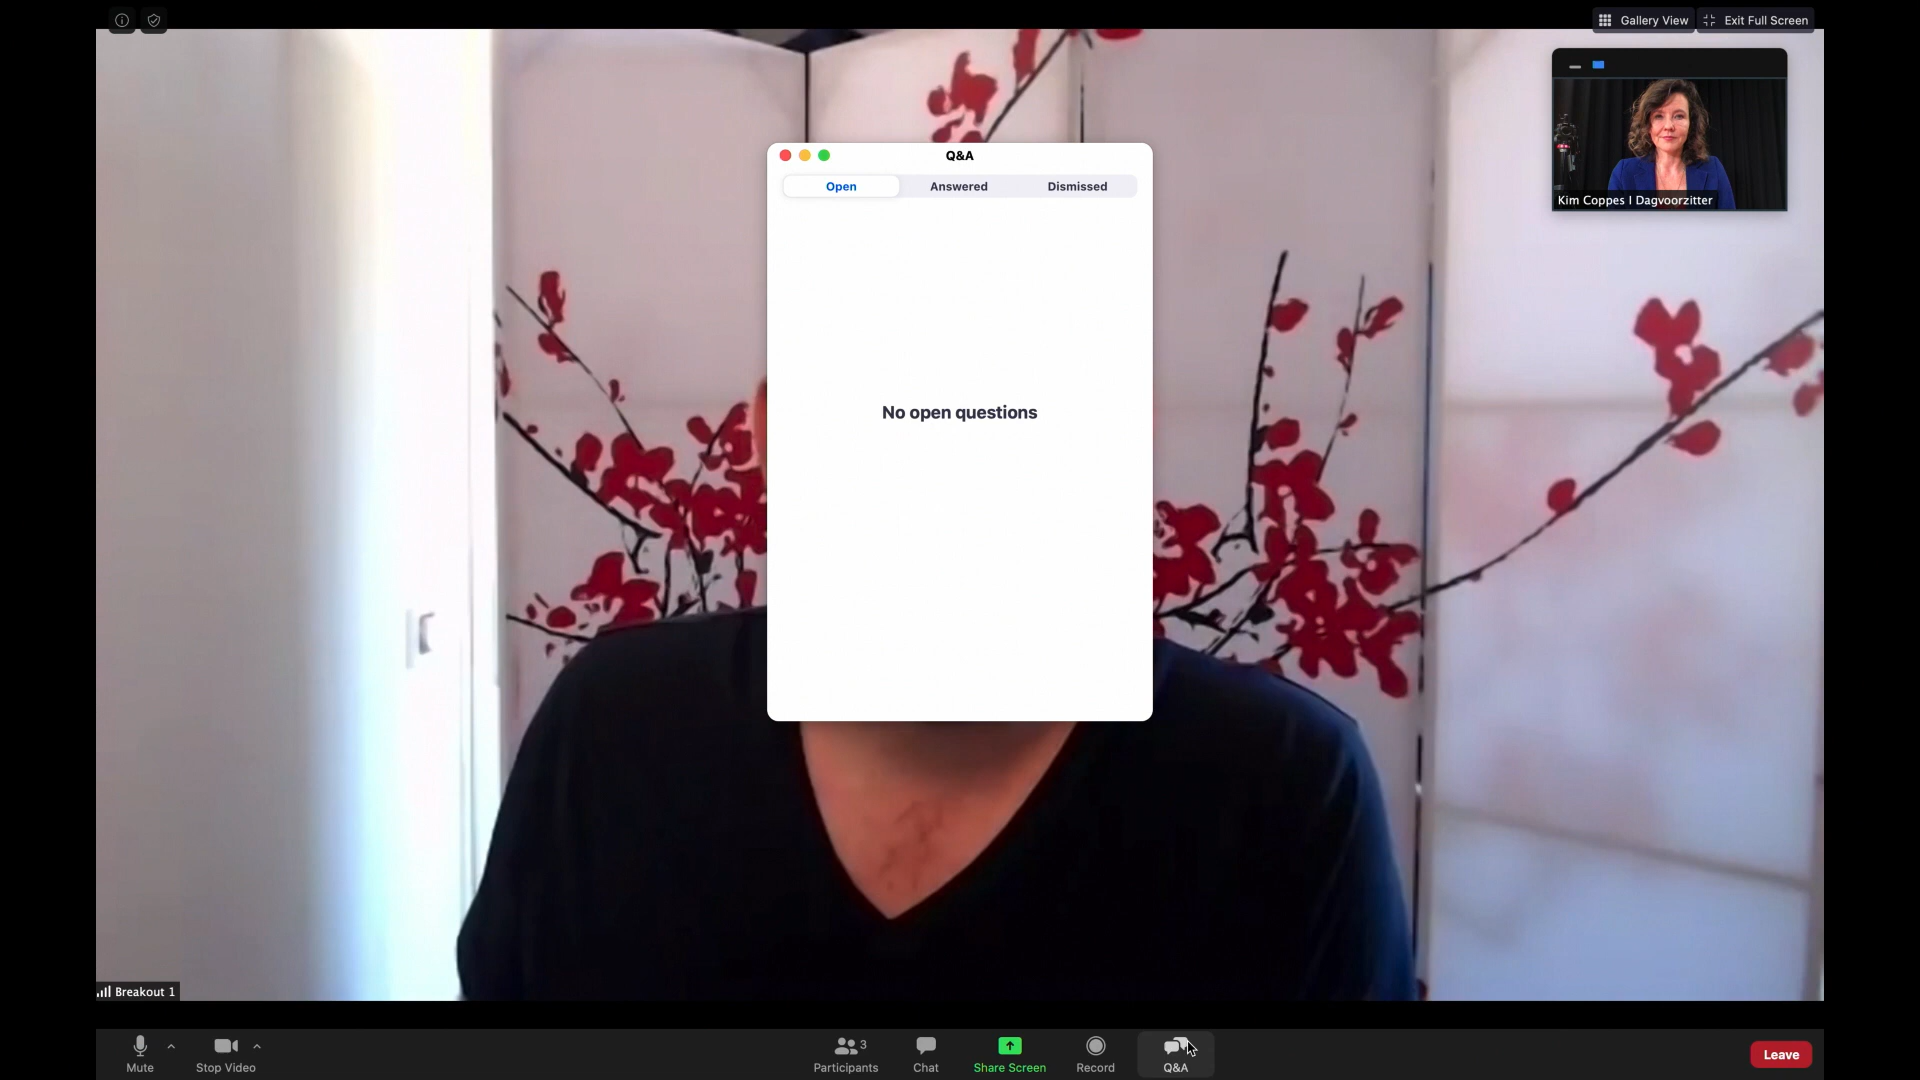 Gallery View
Exit Full Screen
Kim Coppes I Dagvoorzitter
Q&A
Open
Answered
Dismissed
No open questions
Breakout 1
Mute
Stop Video
3
Participants
Chat
Share Screen
Record
Q&A
Leave